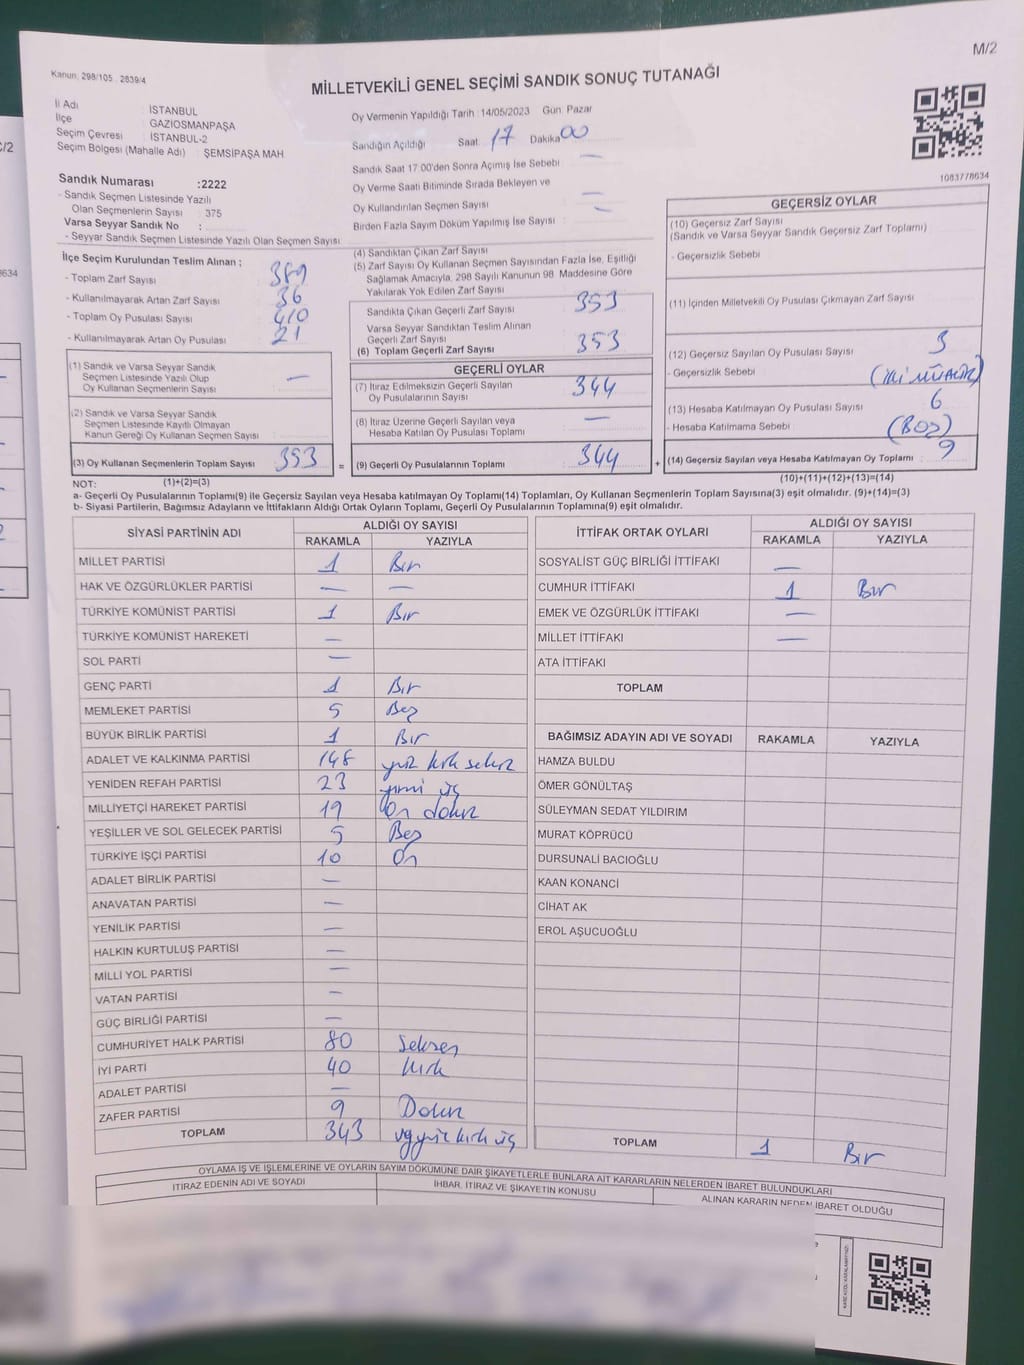 M/2
Kanun: 298/105 . 2839/4
MİLLETVEKİLİ GENEL SEÇİMİ SANDIK SONUÇ TUTANAĞI
İl Adı : İSTANBUL
İlçe : GAZİOSMANPAŞA
Seçim Çevresi : İSTANBUL-2
Seçim Bölgesi (Mahalle Adı) : ŞEMSİPAŞA MAH
Oy Vermenin Yapıldığı Tarih : 14/05/2023 Gün: Pazar
Sandığın Açıldığı Saat: 17 Dakika 00
Sandık Saat 17:00'den Sonra Açımış İse Sebebi : —
Oy Verme Saati Bitiminde Sırada Bekleyen ve
Oy Kullandırılan Seçmen Sayısı : —
Birden Fazla Sayım Döküm Yapılmış İse Sayısı : —
1083778634
Sandık Numarası :2222
- Sandık Seçmen Listesinde Yazılı
Olan Seçmenlerin Sayısı : 375
Varsa Seyyar Sandık No :
- Seyyar Sandık Seçmen Listesinde Yazılı Olan Seçmen Sayısı :
İlçe Seçim Kurulundan Teslim Alınan :
- Toplam Zarf Sayısı : 389
- Kullanılmayarak Artan Zarf Sayısı : 36
- Toplam Oy Pusulası Sayısı : 410
- Kullanılmayarak Artan Oy Pusulası : 21
(1) Sandık ve Varsa Seyyar Sandık
Seçmen Listesinde Yazılı Olup
Oy Kullanan Seçmenlerin Sayısı : —
(2) Sandık ve Varsa Seyyar Sandık
Seçmen Listesinde Kayıtlı Olmayan
Kanun Gereği Oy Kullanan Seçmen Sayısı :
(3) Oy Kullanan Seçmenlerin Toplam Sayısı : 353 =
(4) Sandıktan Çıkan Zarf Sayısı :
(5) Zarf Sayısı Oy Kullanan Seçmen Sayısından Fazla İse, Eşitliği
Sağlamak Amacıyla, 298 Sayılı Kanunun 98. Maddesine Göre
Yakılarak Yok Edilen Zarf Sayısı :
Sandıkta Çıkan Geçerli Zarf Sayısı : 353
Varsa Seyyar Sandıktan Teslim Alınan
Geçerli Zarf Sayısı :
(6) Toplam Geçerli Zarf Sayısı : 353
GEÇERLİ OYLAR
(7) İtiraz Edilmeksizin Geçerli Sayılan
Oy Pusulalarının Sayısı : 344
(8) İtiraz Üzerine Geçerli Sayılan veya
Hesaba Katılan Oy Pusulası Toplamı : —
(9) Geçerli Oy Pusulalarının Toplamı : 344 +
GEÇERSİZ OYLAR
(10) Geçersiz Zarf Sayısı :
(Sandık ve Varsa Seyyar Sandık Geçersiz Zarf Toplamı)
- Geçersizlik Sebebi :
(11) İçinden Milletvekili Oy Pusulası Çıkmayan Zarf Sayısı :
(12) Geçersiz Sayılan Oy Pusulası Sayısı : 3
- Geçersizlik Sebebi :
(13) Hesaba Katılmayan Oy Pusulası Sayısı : 6
- Hesaba Katılmama Sebebi : (BOŞ)
(14) Geçersiz Sayılan veya Hesaba Katılmayan Oy Toplamı : 9
NOT: (1)+(2)=(3)
(10)+(11)+(12)+(13)=(14)
a- Geçerli Oy Pusulalarının Toplamı(9) ile Geçersiz Sayılan veya Hesaba katılmayan Oy Toplamı(14) Toplamları, Oy Kullanan Seçmenlerin Toplam Sayısına(3) eşit olmalıdır. (9)+(14)=(3)
b- Siyasi Partilerin, Bağımsız Adayların ve İttifakların Aldığı Ortak Oyların Toplamı, Geçerli Oy Pusulalarının Toplamına(9) eşit olmalıdır.
SİYASİ PARTİNİN ADI ALDIĞI OY SAYISI
RAKAMLA YAZIYLA
MİLLET PARTİSİ 1 Bir
HAK VE ÖZGÜRLÜKLER PARTİSİ — —
TÜRKİYE KOMÜNİST PARTİSİ 1 Bir
TÜRKİYE KOMÜNİST HAREKETİ —
SOL PARTİ —
GENÇ PARTİ 1 Bir
MEMLEKET PARTİSİ 5 Beş
BÜYÜK BİRLİK PARTİSİ 1 Bir
ADALET VE KALKINMA PARTİSİ 148 yüz kırk sekiz
YENİDEN REFAH PARTİSİ 23 yirmi üç
MİLLİYETÇİ HAREKET PARTİSİ 19 On dokuz
YEŞİLLER VE SOL GELECEK PARTİSİ 5 Beş
TÜRKİYE İŞÇİ PARTİSİ 10 On
ADALET BİRLİK PARTİSİ —
ANAVATAN PARTİSİ —
YENİLİK PARTİSİ —
HALKIN KURTULUŞ PARTİSİ —
MİLLİ YOL PARTİSİ —
VATAN PARTİSİ —
GÜÇ BİRLİĞİ PARTİSİ —
CUMHURİYET HALK PARTİSİ 80 Seksen
İYİ PARTİ 40 kırk
ADALET PARTİSİ —
ZAFER PARTİSİ 9 Dokuz
TOPLAM 343 üçyüz kırk üç
İTTİFAK ORTAK OYLARI ALDIĞI OY SAYISI
RAKAMLA YAZIYLA
SOSYALİST GÜÇ BİRLİĞİ İTTİFAKI —
CUMHUR İTTİFAKI 1 Bir
EMEK VE ÖZGÜRLÜK İTTİFAKI —
MİLLET İTTİFAKI —
ATA İTTİFAKI
TOPLAM
BAĞIMSIZ ADAYIN ADI VE SOYADI RAKAMLA YAZIYLA
HAMZA BULDU
ÖMER GÖNÜLTAŞ
SÜLEYMAN SEDAT YILDIRIM
MURAT KÖPRÜCÜ
DURSUNALİ BACIOĞLU
KAAN KONANCİ
CİHAT AK
EROL AŞUCUOĞLU
TOPLAM 1 Bir
OYLAMA İŞ VE İŞLEMLERİNE VE OYLARIN SAYIM DÖKÜMÜNE DAİR ŞİKAYETLERLE BUNLARA AİT KARARLARIN NELERDEN İBARET BULUNDUKLARI
İTİRAZ EDENİN ADI VE SOYADI İHBAR, İTİRAZ VE ŞİKAYETİN KONUSU ALINAN KARARIN NEDEN İBARET OLDUĞU